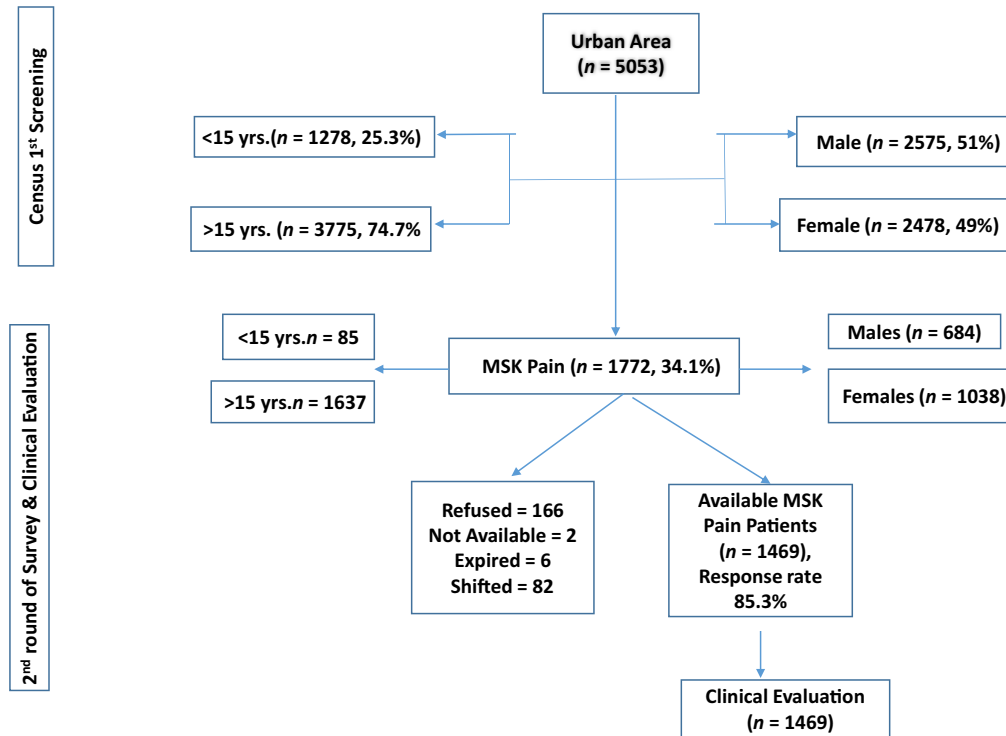 Census 1st Screening
Urban Area
(n = 5053)
<15 yrs.(n = 1278, 25.3%)
Male (n = 2575, 51%)
>15 yrs. (n = 3775, 74.7%
Female (n = 2478, 49%)
2nd round of Survey & Clinical Evaluation
<15 yrs.n = 85
Males (n = 684)
MSK Pain (n = 1772, 34.1%)
>15 yrs.n = 1637
Females (n = 1038)
Refused = 166
Not Available = 2
Expired = 6
Shifted = 82
Available MSK
Pain Patients
(n = 1469),
Response rate
85.3%
Clinical Evaluation
(n = 1469)